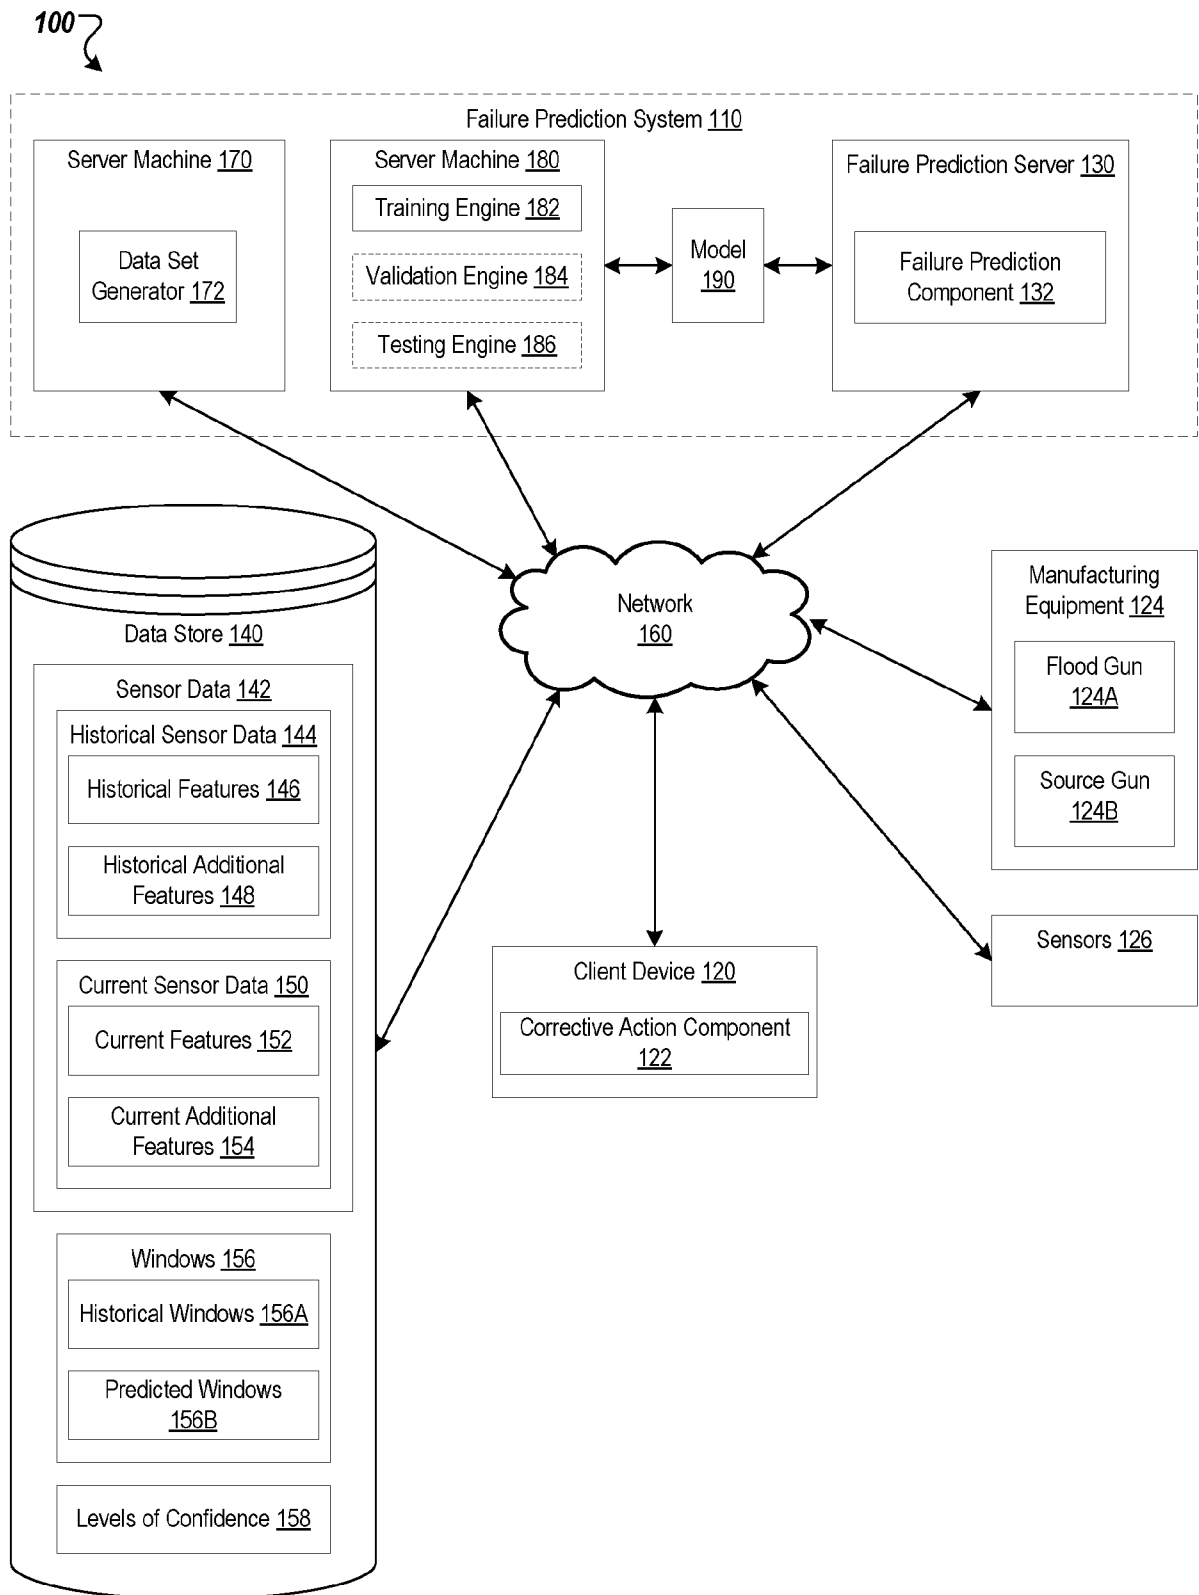 100
Failure Prediction System 110
Server Machine 170
Data Set
Generator 172
Server Machine 180
Training Engine 182
Validation Engine 184
Testing Engine 186
Model
190
Failure Prediction Server 130
Failure Prediction
Component 132
Network
160
Data Store 140
Sensor Data 142
Historical Sensor Data 144
Historical Features 146
Historical Additional
Features 148
Current Sensor Data 150
Current Features 152
Current Additional
Features 154
Windows 156
Historical Windows 156A
Predicted Windows
156B
Levels of Confidence 158
Client Device 120
Corrective Action Component
122
Manufacturing
Equipment 124
Flood Gun
124A
Source Gun
124B
Sensors 126